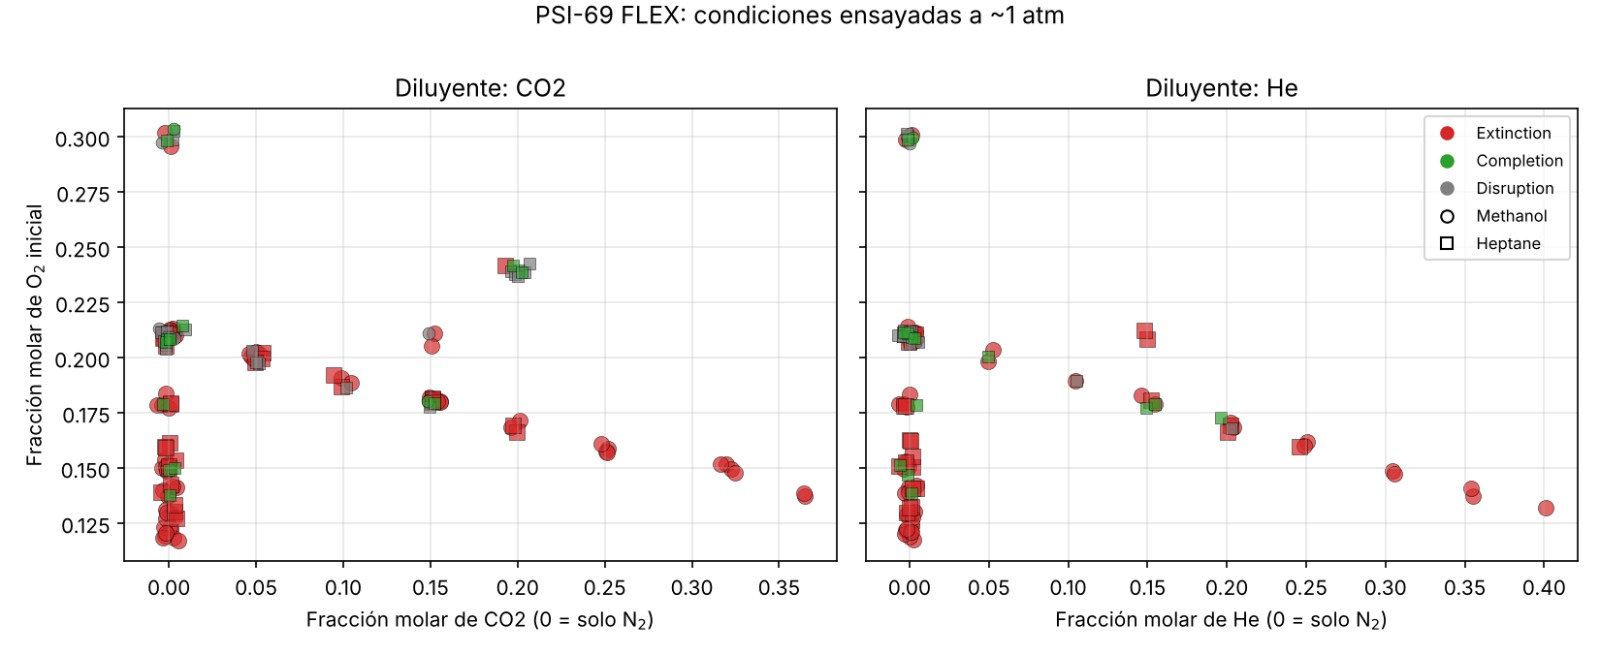 PSI-69 FLEX: condiciones ensayadas a ~1 atm
Diluyente: CO2
Fracción molar de O₂ inicial
0.300
0.275
0.250
0.225
0.200
0.175
0.150
0.125
0.00 0.05 0.10 0.15 0.20 0.25 0.30 0.35
Fracción molar de CO2 (0 = solo N₂)
Diluyente: He
Extinction
Completion
Disruption
Methanol
Heptane
0.00 0.05 0.10 0.15 0.20 0.25 0.30 0.35 0.40
Fracción molar de He (0 = solo N₂)